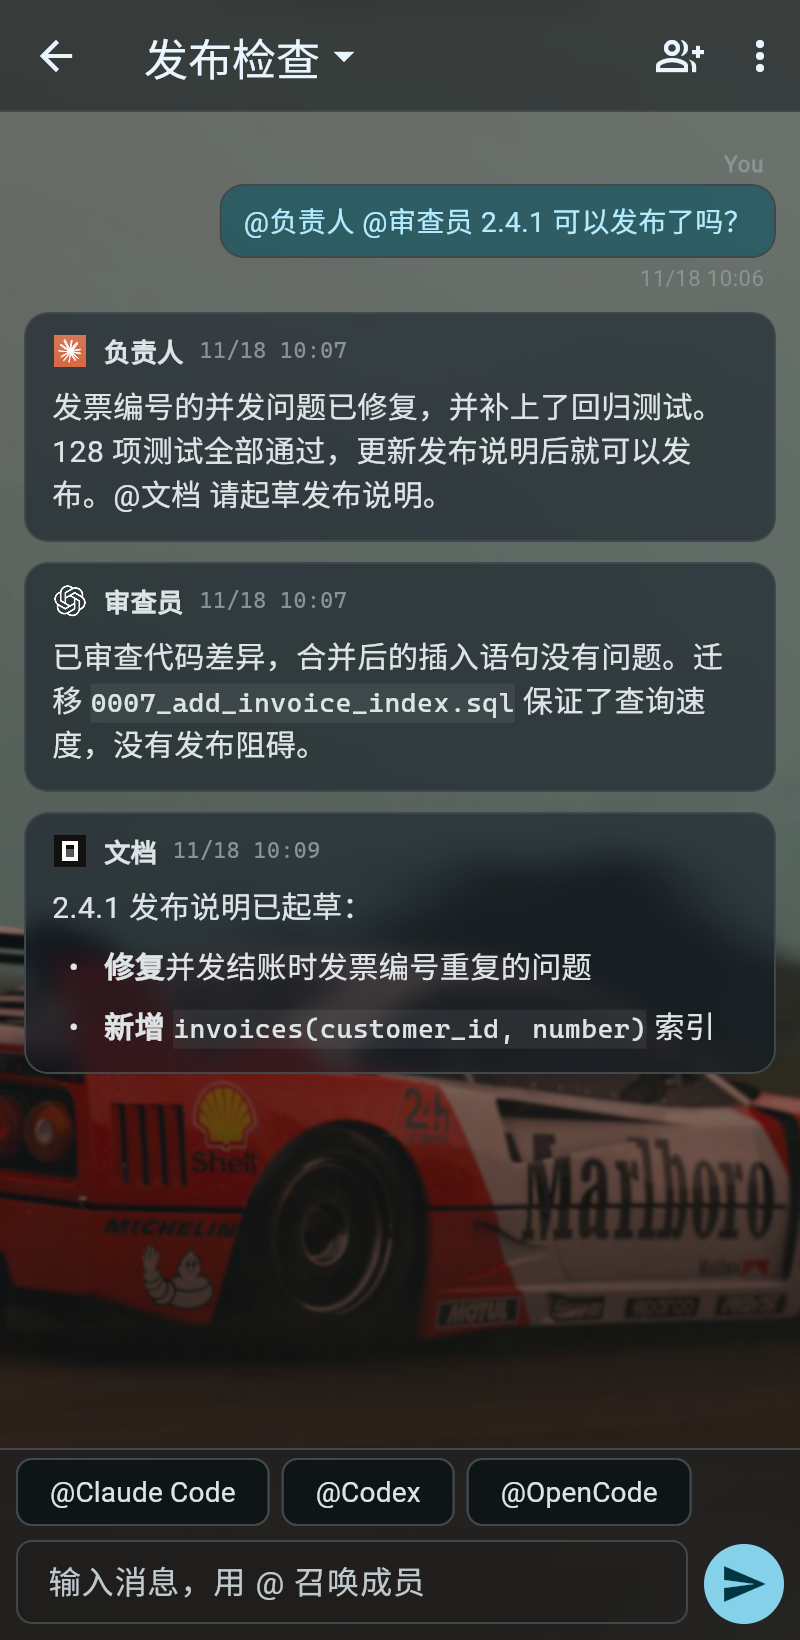 发布检查
You
@负责人 @审查员 2.4.1 可以发布了吗？
11/18 10:06
负责人 11/18 10:07
发票编号的并发问题已修复，并补上了回归测试。
128 项测试全部通过，更新发布说明后就可以发
布。@文档 请起草发布说明。
审查员 11/18 10:07
已审查代码差异，合并后的插入语句没有问题。迁
移 0007_add_invoice_index.sql 保证了查询速
度，没有发布阻碍。
文档 11/18 10:09
2.4.1 发布说明已起草：
• 修复并发结账时发票编号重复的问题
• 新增 invoices(customer_id, number) 索引
24h
Shell
Marlboro
MICHELIN
MOTUL
@Claude Code @Codex @OpenCode
输入消息，用 @ 召唤成员